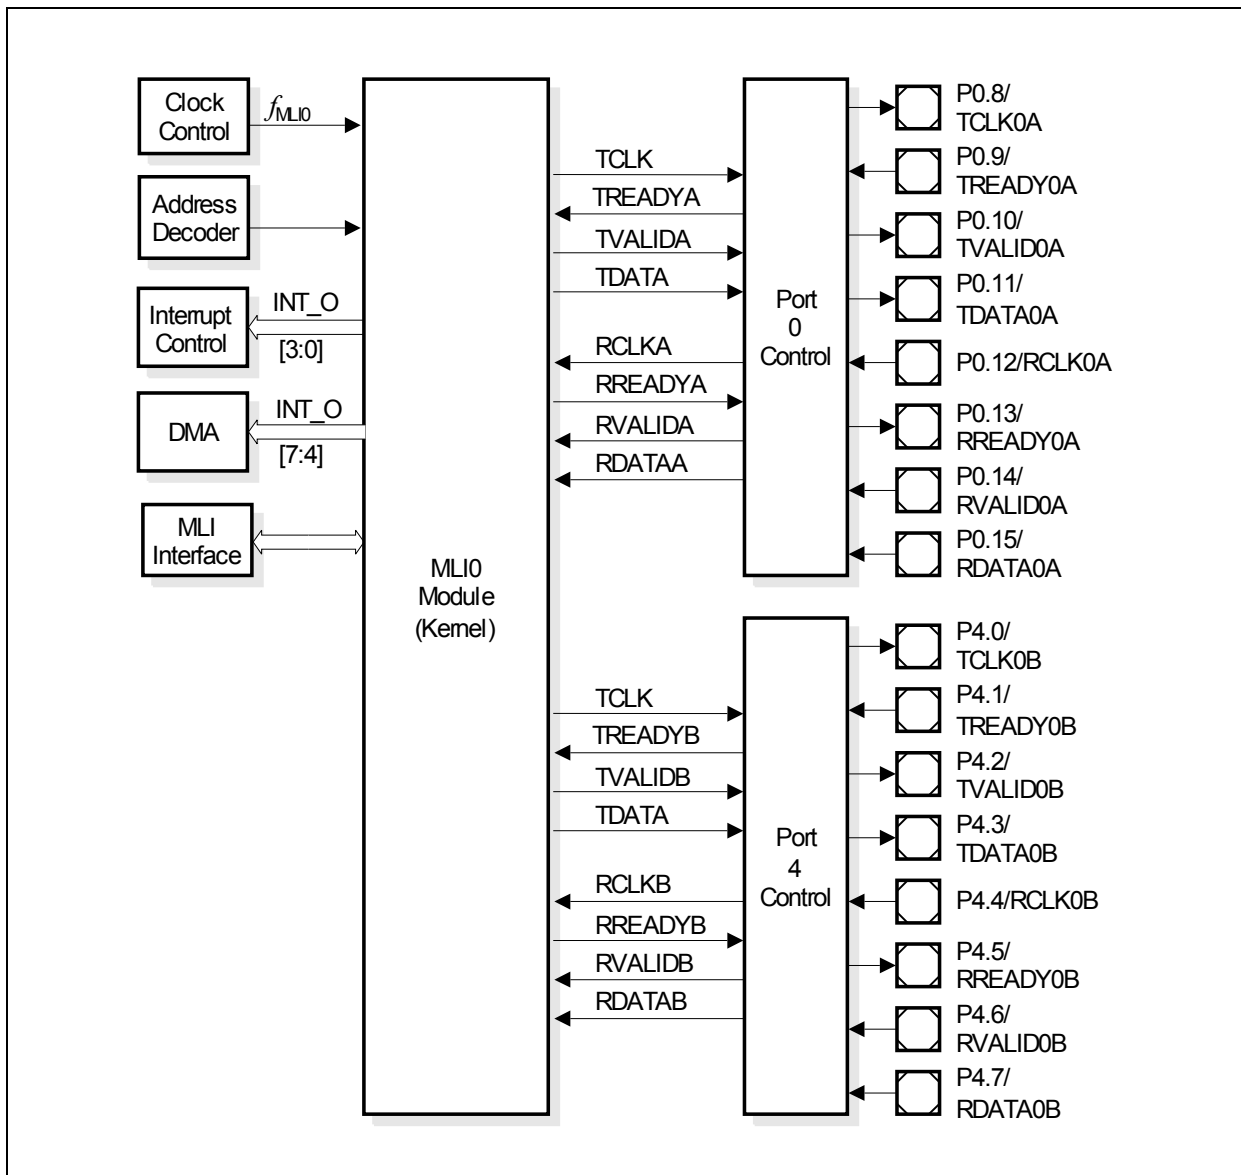 Clock
Control
fMLI0
Address
Decoder
INT_O
Interrupt
Control
[3:0]
INT_O
DMA
[7:4]
MLI
Interface
MLI0
Module
(Kernel)
TCLK
TREADYA
TVALIDA
TDATA
RCLKA
RREADYA
RVALIDA
RDATAA
Port
0
Control
P0.8/
TCLK0A
P0.9/
TREADY0A
P0.10/
TVALID0A
P0.11/
TDATA0A
P0.12/RCLK0A
P0.13/
RREADY0A
P0.14/
RVALID0A
P0.15/
RDATA0A
TCLK
TREADYB
TVALIDB
TDATA
RCLKB
RREADYB
RVALIDB
RDATAB
Port
4
Control
P4.0/
TCLK0B
P4.1/
TREADY0B
P4.2/
TVALID0B
P4.3/
TDATA0B
P4.4/RCLK0B
P4.5/
RREADY0B
P4.6/
RVALID0B
P4.7/
RDATA0B